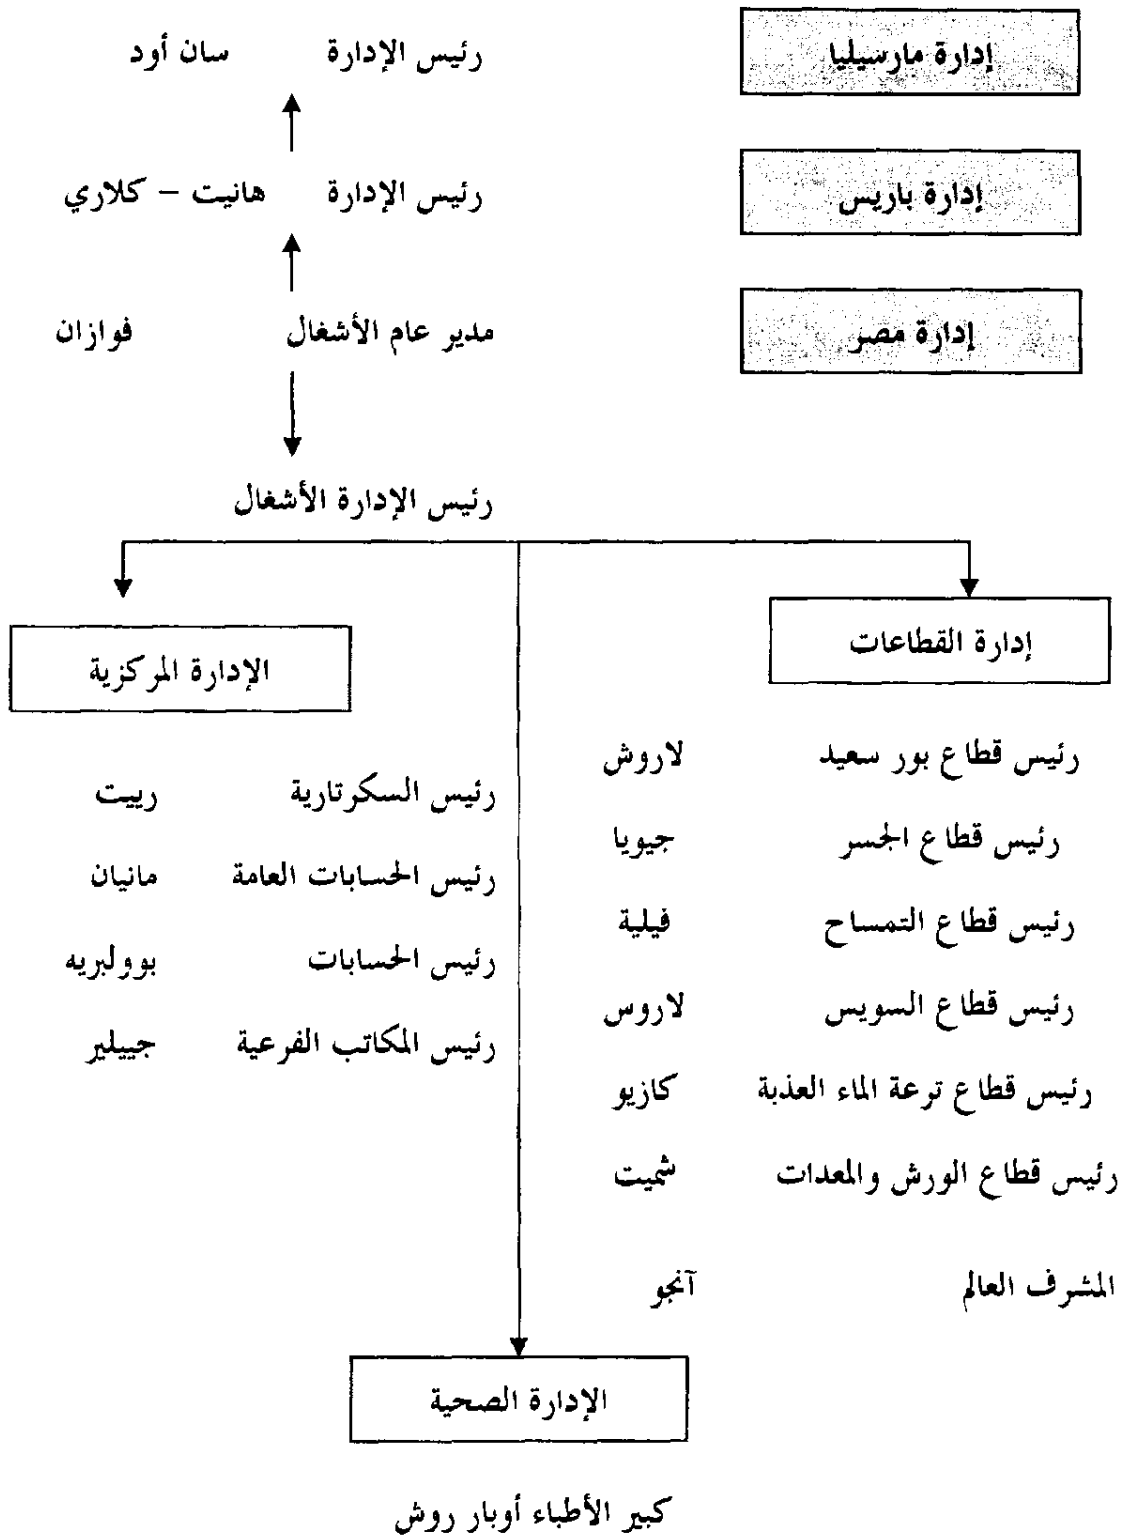 إدارة مارسيليا رئيس الإدارة سان أود
إدارة باريس رئيس الإدارة هانيت – كلاري
إدارة مصر مدير عام الأشغال فوازان
رئيس الإدارة الأشغال
إدارة القطاعات
رئيس قطاع بور سعيد لاروش
رئيس قطاع الجسر جيويا
رئيس قطاع التمساح فيلية
رئيس قطاع السويس لاروس
رئيس قطاع ترعة الماء العذبة كازيو
رئيس قطاع الورش والمعدات شميت
المشرف العالم آنجو
الإدارة المركزية
رئيس السكرتارية رييت
رئيس الحسابات العامة مانيان
رئيس الحسابات بوولبريه
رئيس المكاتب الفرعية جييلير
الإدارة الصحية
كبير الأطباء أوبار روش